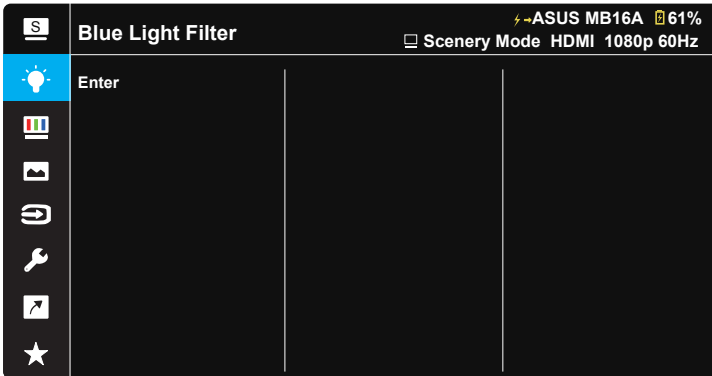 S
Blue Light Filter
ASUS MB16A 61%
Scenery Mode HDMI 1080p 60Hz
Enter